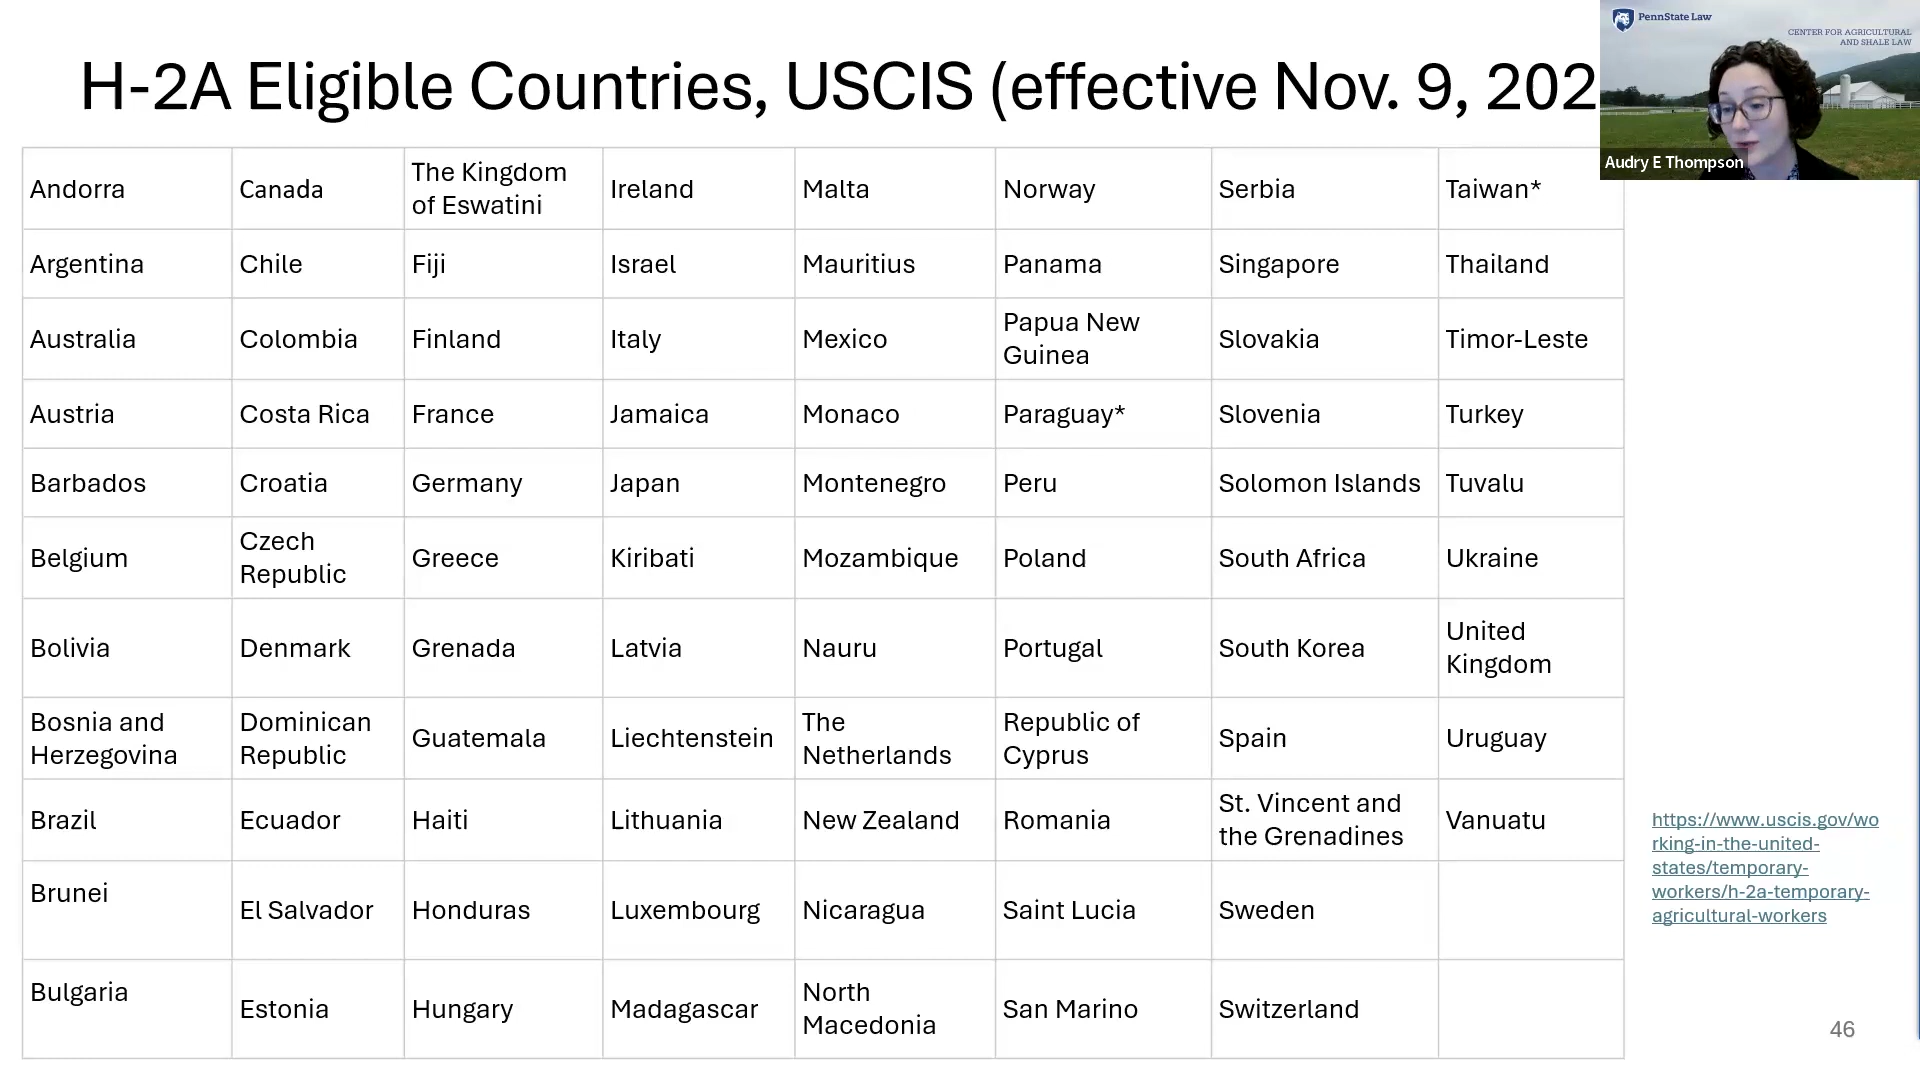 H-2A Eligible Countries, USCIS (effective Nov. 9, 202
PennState Law
CENTER FOR AGRICULTURAL
AND SHALE LAW
Audry E Thompson
Andorra Canada The Kingdom of Eswatini Ireland Malta Norway Serbia Taiwan*
Argentina Chile Fiji Israel Mauritius Panama Singapore Thailand
Australia Colombia Finland Italy Mexico Papua New Guinea Slovakia Timor-Leste
Austria Costa Rica France Jamaica Monaco Paraguay* Slovenia Turkey
Barbados Croatia Germany Japan Montenegro Peru Solomon Islands Tuvalu
Belgium Czech Republic Greece Kiribati Mozambique Poland South Africa Ukraine
Bolivia Denmark Grenada Latvia Nauru Portugal South Korea United Kingdom
Bosnia and Herzegovina Dominican Republic Guatemala Liechtenstein The Netherlands Republic of Cyprus Spain Uruguay
Brazil Ecuador Haiti Lithuania New Zealand Romania St. Vincent and the Grenadines Vanuatu
Brunei El Salvador Honduras Luxembourg Nicaragua Saint Lucia Sweden
Bulgaria Estonia Hungary Madagascar North Macedonia San Marino Switzerland
https://www.uscis.gov/wo
rking-in-the-united-
states/temporary-
workers/h-2a-temporary-
agricultural-workers
46